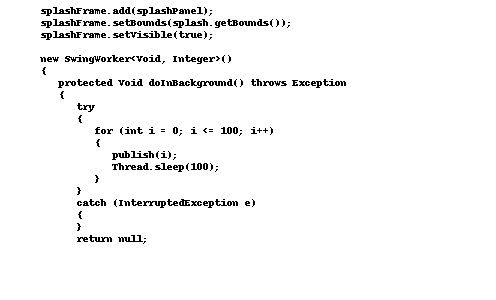 splashFrame.add(splashPanel);
splashFrame.setBounds(splash.getBounds());
splashFrame.setVisible(true);
new SwingWorker<Void, Integer>()
{
protected Void doInBackground() throws Exception
{
try
{
for (int i = 0; i <= 100; i++)
{
publish(i);
Thread.sleep(100);
}
}
catch (InterruptedException e)
{
}
return null;